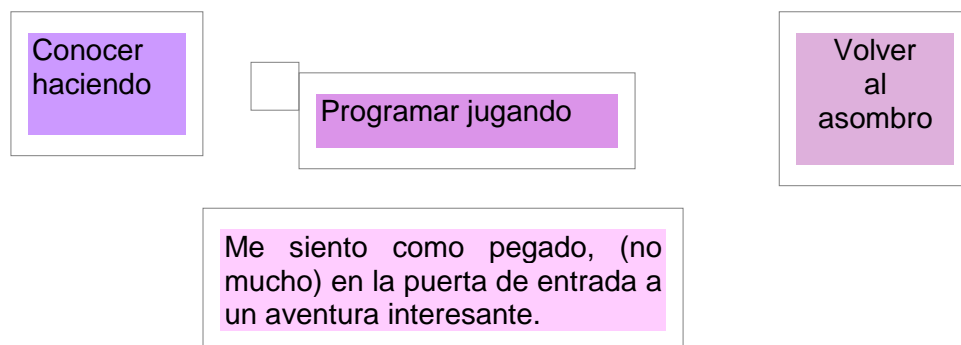 Conocer
haciendo
Programar jugando
Volver
al
asombro
Me siento como pegado, (no
mucho) en la puerta de entrada a
un aventura interesante.